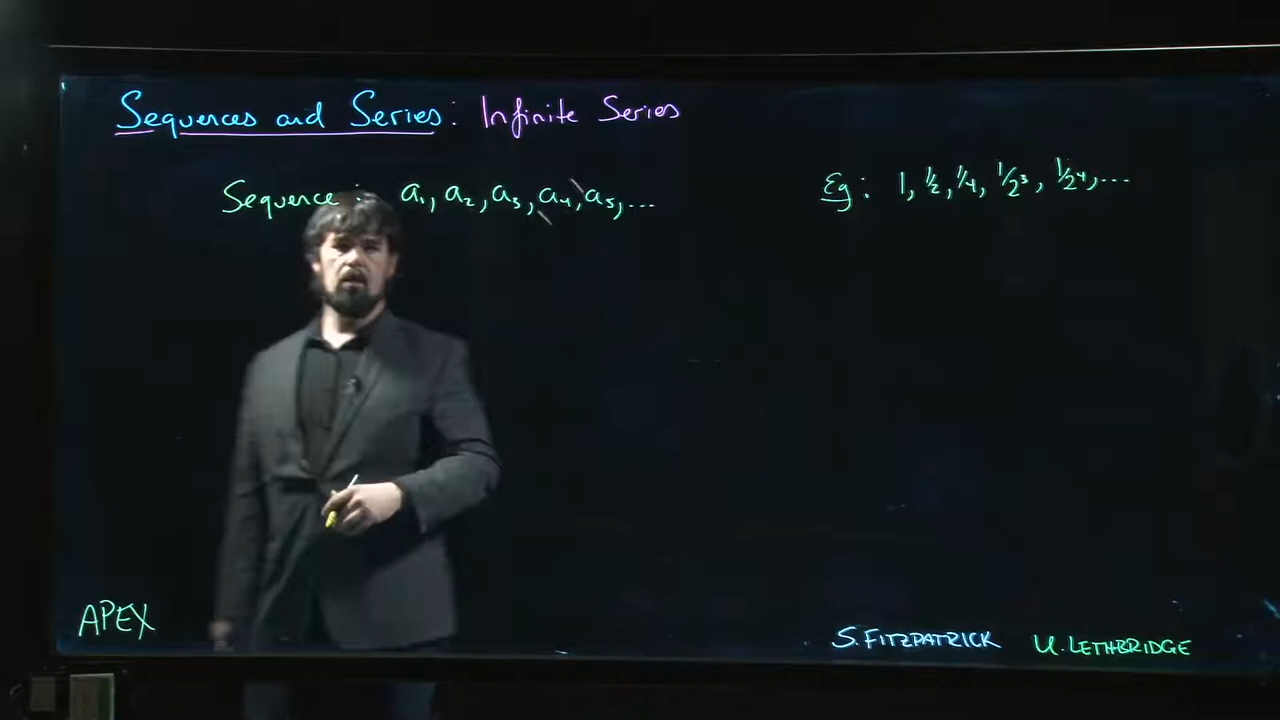 Sequences and Series: Infinite Series
Sequence: a₁, a₂, a₃, a₄, a₅, ...
Eg: 1, 1/2, 1/4, 1/2³, 1/2⁴, ...
APEX
S. FITZPATRICK U. LETHBRIDGE